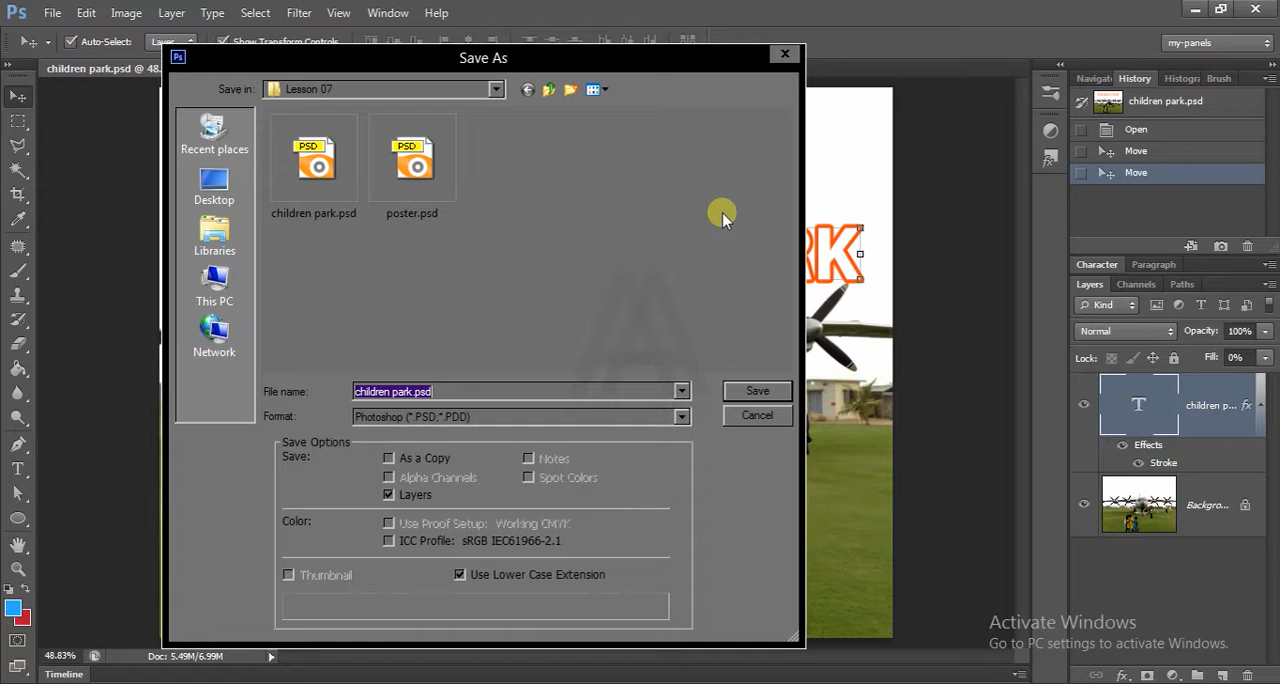 Ps File Edit Image Layer Type Select Filter View Window Help
Auto-Select: Layer Show Transform Controls my-panels
children park.psd @ 48.
Save As
Save in: Lesson 07
Recent places
Desktop
Libraries
This PC
Network
PSD PSD
children park.psd poster.psd
File name: children park.psd Save
Format: Photoshop (*.PSD;*.PDD) Cancel
Save Options
Save: As a Copy Notes
Alpha Channels Spot Colors
Layers
Color: Use Proof Setup: Working CMYK
ICC Profile: sRGB IEC61966-2.1
Thumbnail Use Lower Case Extension
RK
Navigat History Histogra Brush
children park.psd
Open
Move
Move
Character Paragraph
Layers Channels Paths
Kind
Normal Opacity: 100%
Lock: Fill: 0%
T children p... fx
Effects
Stroke
Backgro...
Activate Windows
Go to PC settings to activate Windows.
48.83% Doc: 5.49M/6.99M
Timeline